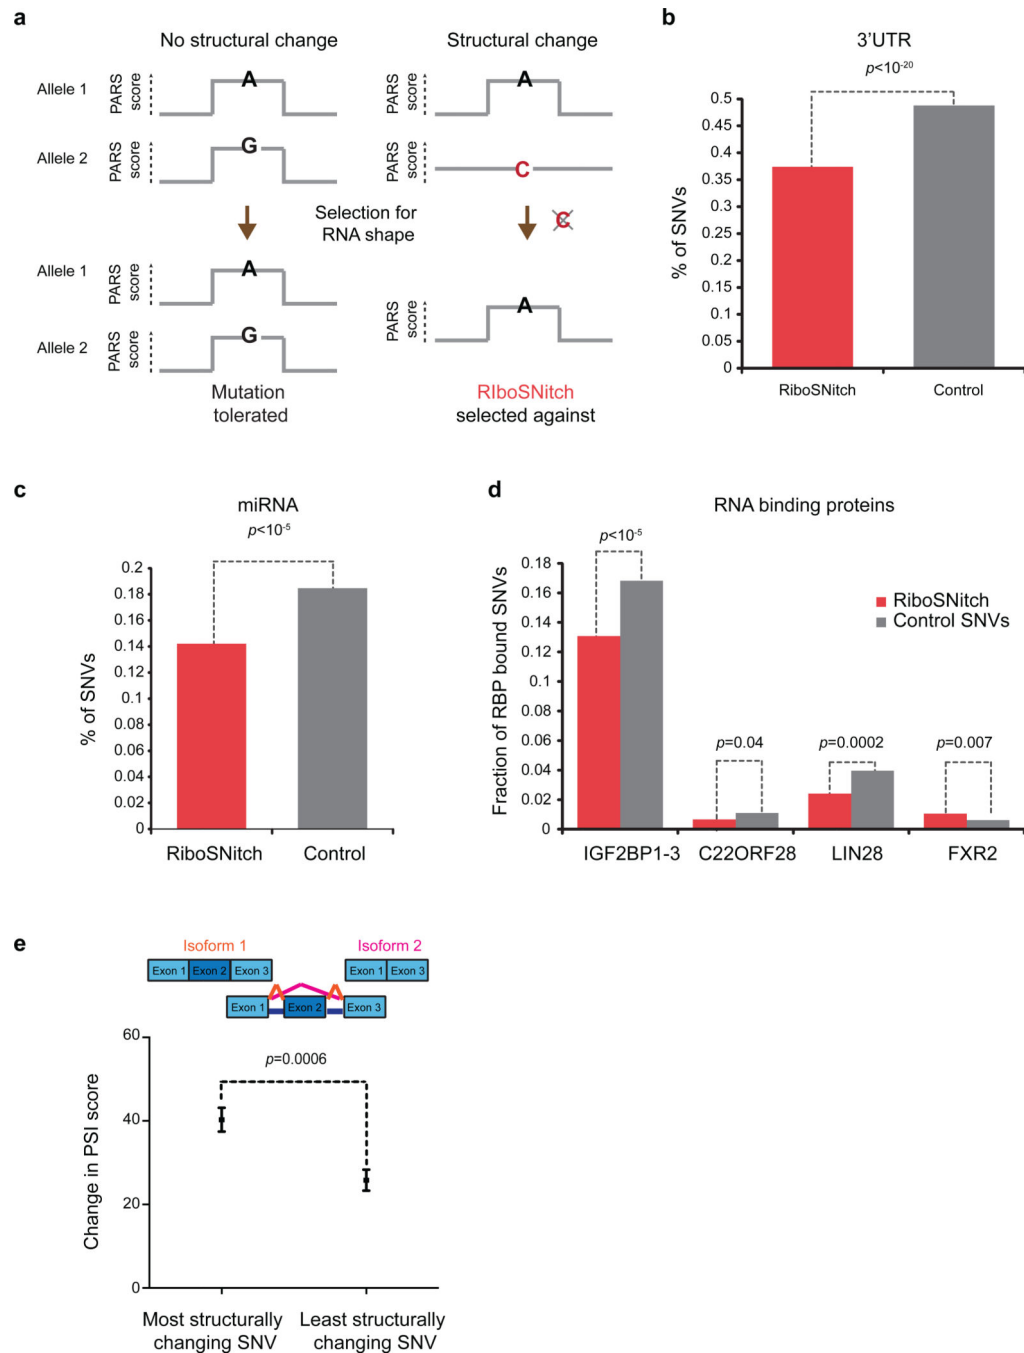 a
No structural change
Structural change
Allele 1
PARS score
A
PARS score
A
Allele 2
PARS score
G
PARS score
C
Selection for
RNA shape
C
Allele 1
PARS score
A
PARS score
A
Allele 2
PARS score
G
Mutation
tolerated
RIboSNitch
selected against
b
3'UTR
p<10-20
% of SNVs
0.5
0.45
0.4
0.35
0.3
0.25
0.2
0.15
0.1
0.05
0
RiboSNitch
Control
c
miRNA
p<10-5
% of SNVs
0.2
0.18
0.16
0.14
0.12
0.1
0.08
0.06
0.04
0.02
0
RiboSNitch
Control
d
RNA binding proteins
p<10-5
Fraction of RBP bound SNVs
0.18
0.16
0.14
0.12
0.1
0.08
0.06
0.04
0.02
0
RiboSNitch
Control SNVs
p=0.04
p=0.0002
p=0.007
IGF2BP1-3
C22ORF28
LIN28
FXR2
e
Isoform 1
Isoform 2
Exon 1 Exon 2 Exon 3
Exon 1 Exon 3
Exon 1 Exon 2 Exon 3
Change in PSI score
60
40
20
0
p=0.0006
Most structurally
changing SNV
Least structurally
changing SNV